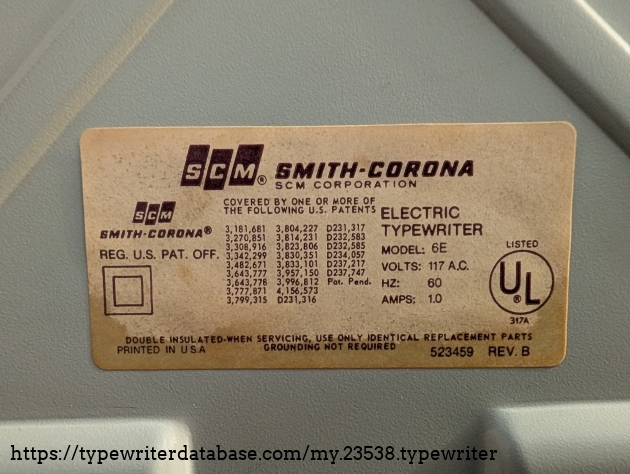 SCM® SMITH-CORONA
SCM CORPORATION
SCM
SMITH-CORONA®
REG. U.S. PAT. OFF.
COVERED BY ONE OR MORE OF
THE FOLLOWING U.S. PATENTS
3,181,681 3,804,227 D231,317
3,270,851 3,814,231 D232,583
3,308,916 3,823,806 D232,585
3,342,299 3,830,351 D234,057
3,482,671 3,833,101 D237,217
3,643,777 3,957,150 D237,747
3,643,778 3,996,812 Pat. Pend.
3,777,871 4,156,573
3,799,315 D231,316
ELECTRIC
TYPEWRITER
MODEL: 6E
VOLTS: 117 A.C.
HZ: 60
AMPS: 1.0
LISTED
UL®
317A
DOUBLE INSULATED-WHEN SERVICING, USE ONLY IDENTICAL REPLACEMENT PARTS
GROUNDING NOT REQUIRED
PRINTED IN U.S.A
523459 REV. B
https://typewriterdatabase.com/my.23538.typewriter